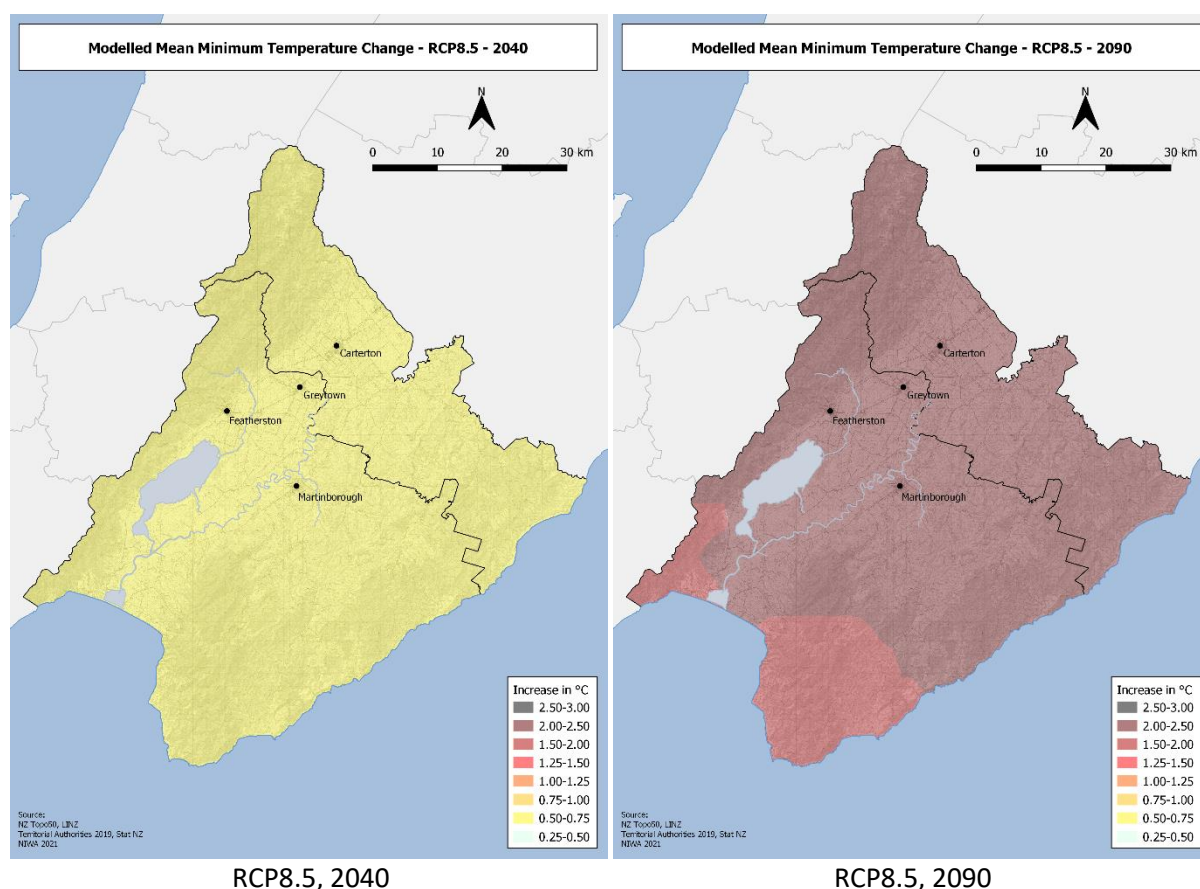 Modelled Mean Minimum Temperature Change - RCP8.5 - 2040
N
0 10 20 30 km
Carterton
Greytown
Featherston
Martinborough
Increase in °C
2.50-3.00
2.00-2.50
1.50-2.00
1.25-1.50
1.00-1.25
0.75-1.00
0.50-0.75
0.25-0.50
Source:
NZ Topo50, LINZ
Territorial Authorities 2019, Stat NZ
NIWA 2021
RCP8.5, 2040
Modelled Mean Minimum Temperature Change - RCP8.5 - 2090
N
0 10 20 30 km
Carterton
Greytown
Featherston
Martinborough
Increase in °C
2.50-3.00
2.00-2.50
1.50-2.00
1.25-1.50
1.00-1.25
0.75-1.00
0.50-0.75
0.25-0.50
Source:
NZ Topo50, LINZ
Territorial Authorities 2019, Stat NZ
NIWA 2021
RCP8.5, 2090